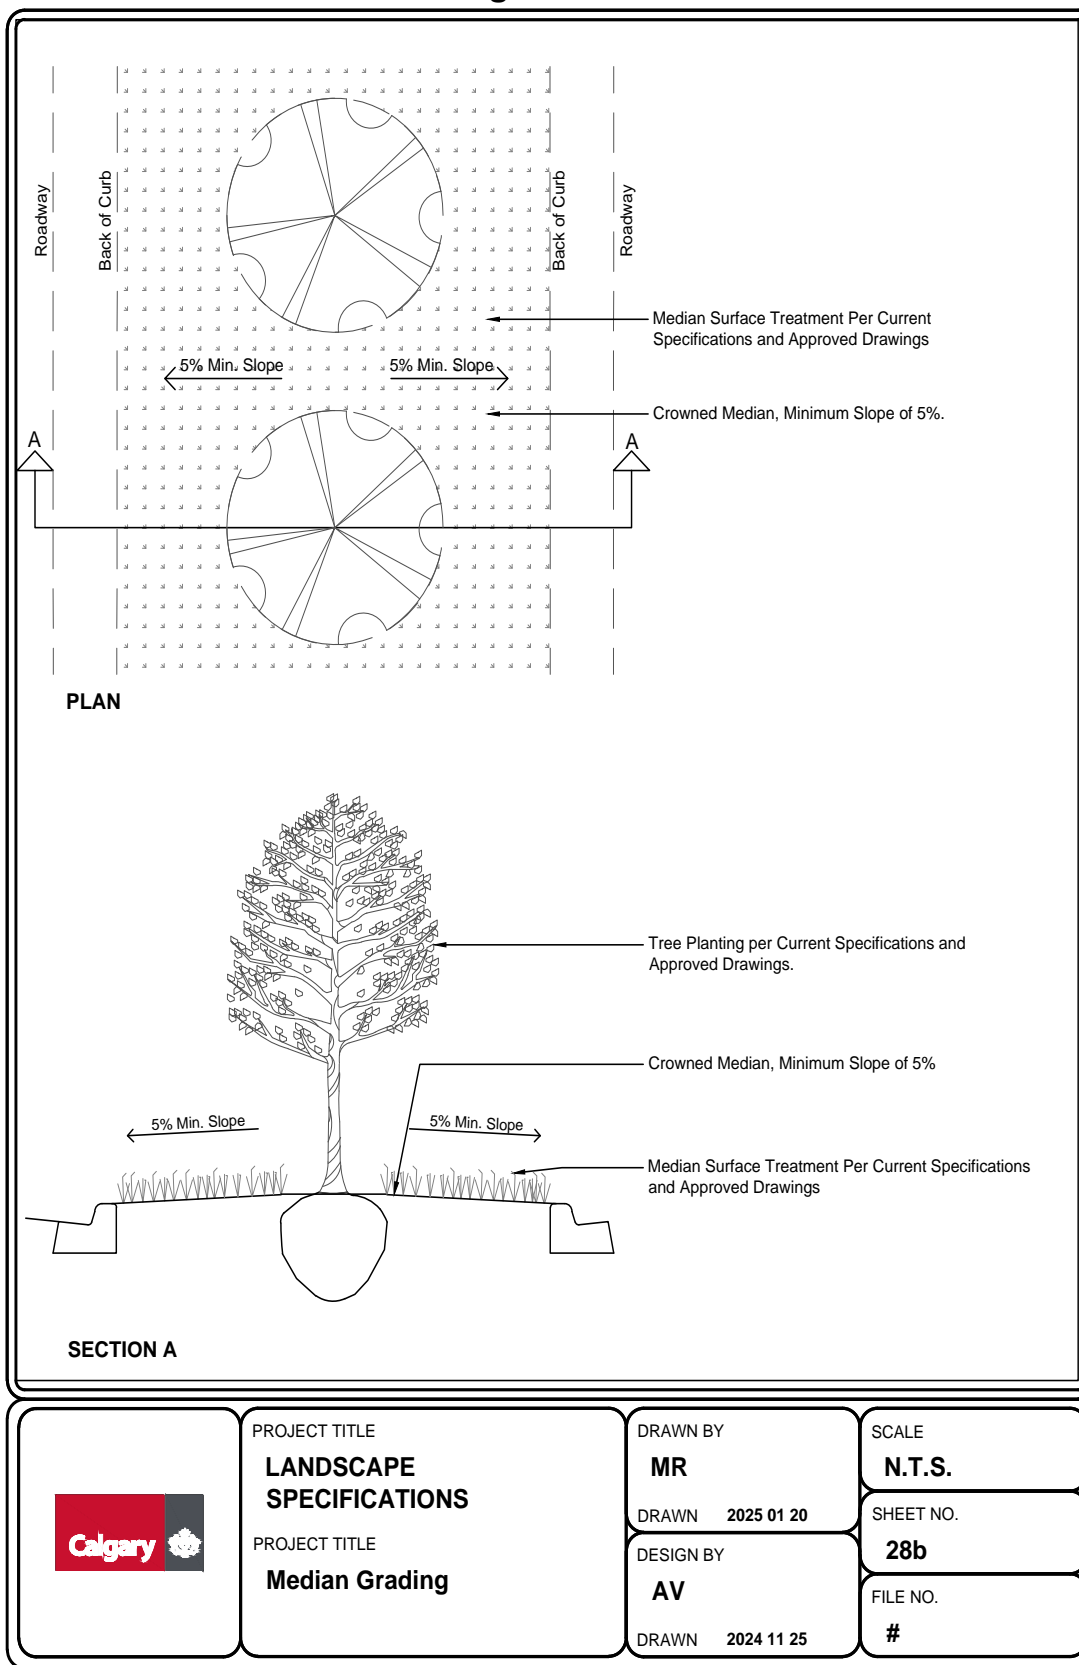 Roadway
Back of Curb
Back of Curb
Roadway
Median Surface Treatment Per Current
Specifications and Approved Drawings
5% Min. Slope
5% Min. Slope
Crowned Median, Minimum Slope of 5%.
A
A
PLAN
Tree Planting per Current Specifications and
Approved Drawings.
Crowned Median, Minimum Slope of 5%
5% Min. Slope
5% Min. Slope
Median Surface Treatment Per Current Specifications
and Approved Drawings
SECTION A
Calgary
PROJECT TITLE
LANDSCAPE
SPECIFICATIONS
PROJECT TITLE
Median Grading
DRAWN BY
MR
DRAWN 2025 01 20
DESIGN BY
AV
DRAWN 2024 11 25
SCALE
N.T.S.
SHEET NO.
28b
FILE NO.
#